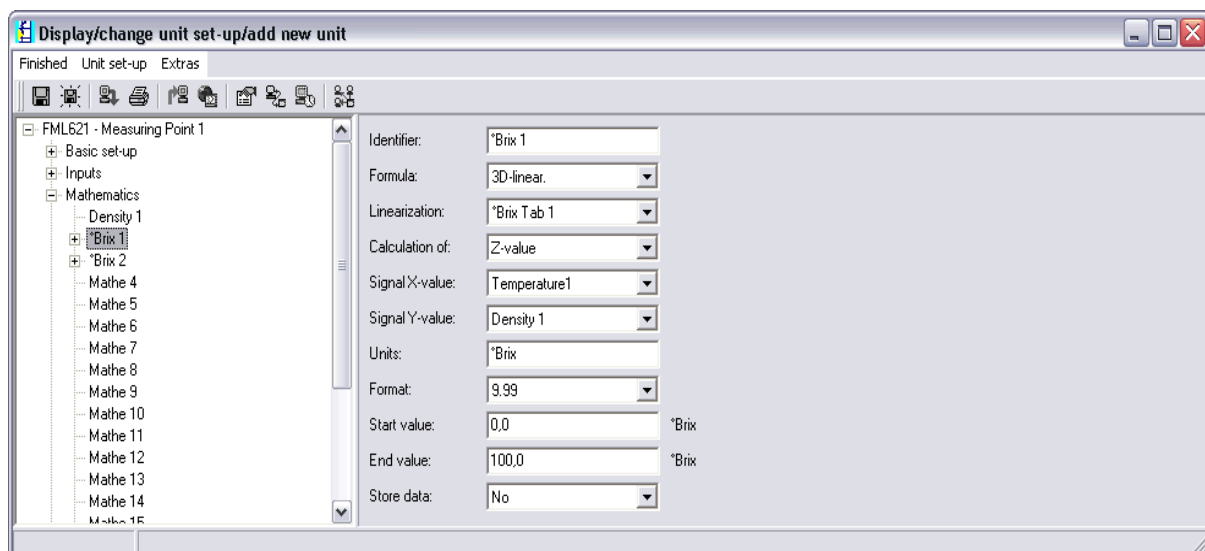 Display/change unit set-up/add new unit
Finished Unit set-up Extras
FML621 - Measuring Point 1
Basic set-up
Inputs
Mathematics
Density 1
°Brix 1
°Brix 2
Mathe 4
Mathe 5
Mathe 6
Mathe 7
Mathe 8
Mathe 9
Mathe 10
Mathe 11
Mathe 12
Mathe 13
Mathe 14
Mathe 15
Identifier: °Brix 1
Formula: 3D-linear.
Linearization: °Brix Tab 1
Calculation of: Z-value
Signal X-value: Temperature1
Signal Y-value: Density 1
Units: °Brix
Format: 9.99
Start value: 0,0 °Brix
End value: 100,0 °Brix
Store data: No